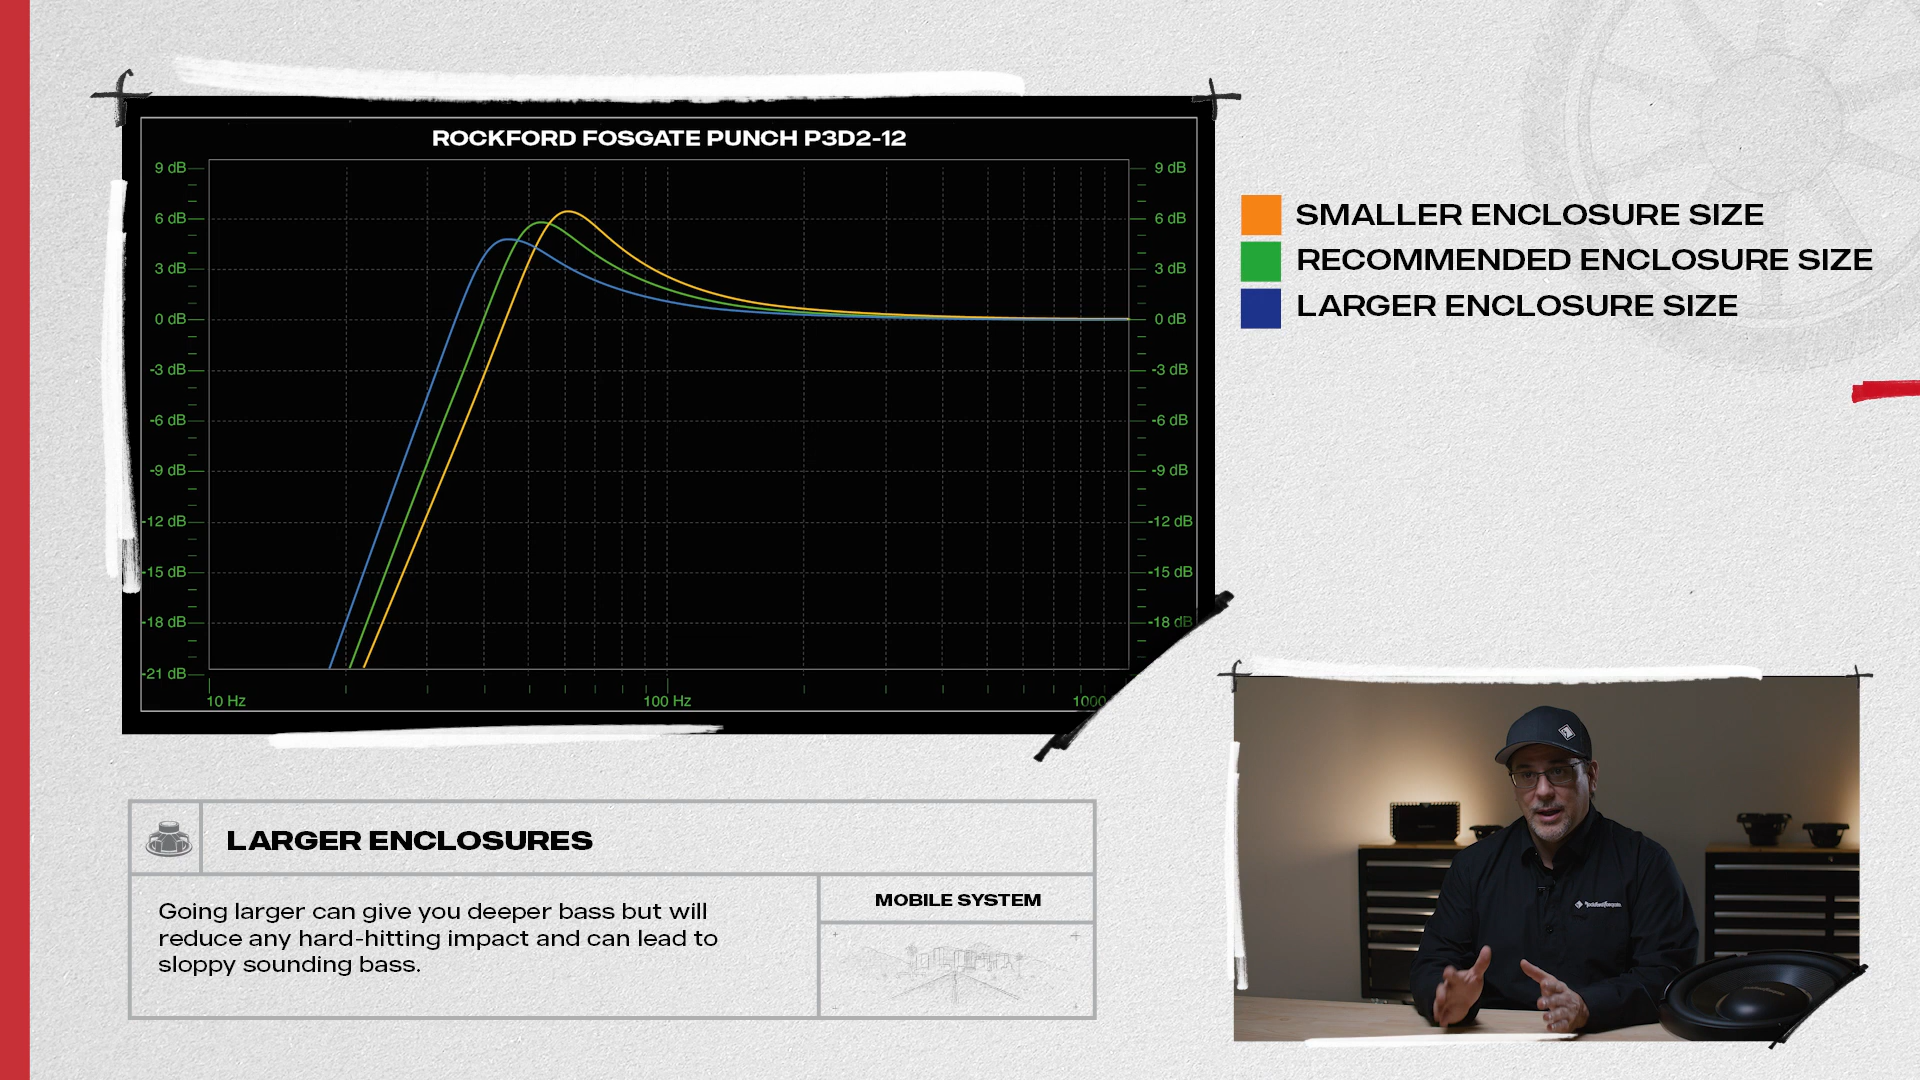 ROCKFORD FOSGATE PUNCH P3D2-12
9 dB 9 dB
6 dB 6 dB
3 dB 3 dB
0 dB 0 dB
-3 dB -3 dB
-6 dB -6 dB
-9 dB -9 dB
-12 dB -12 dB
-15 dB -15 dB
-18 dB -18 dB
-21 dB
10 Hz 100 Hz 1000
SMALLER ENCLOSURE SIZE
RECOMMENDED ENCLOSURE SIZE
LARGER ENCLOSURE SIZE
LARGER ENCLOSURES
Going larger can give you deeper bass but will
reduce any hard-hitting impact and can lead to
sloppy sounding bass.
MOBILE SYSTEM